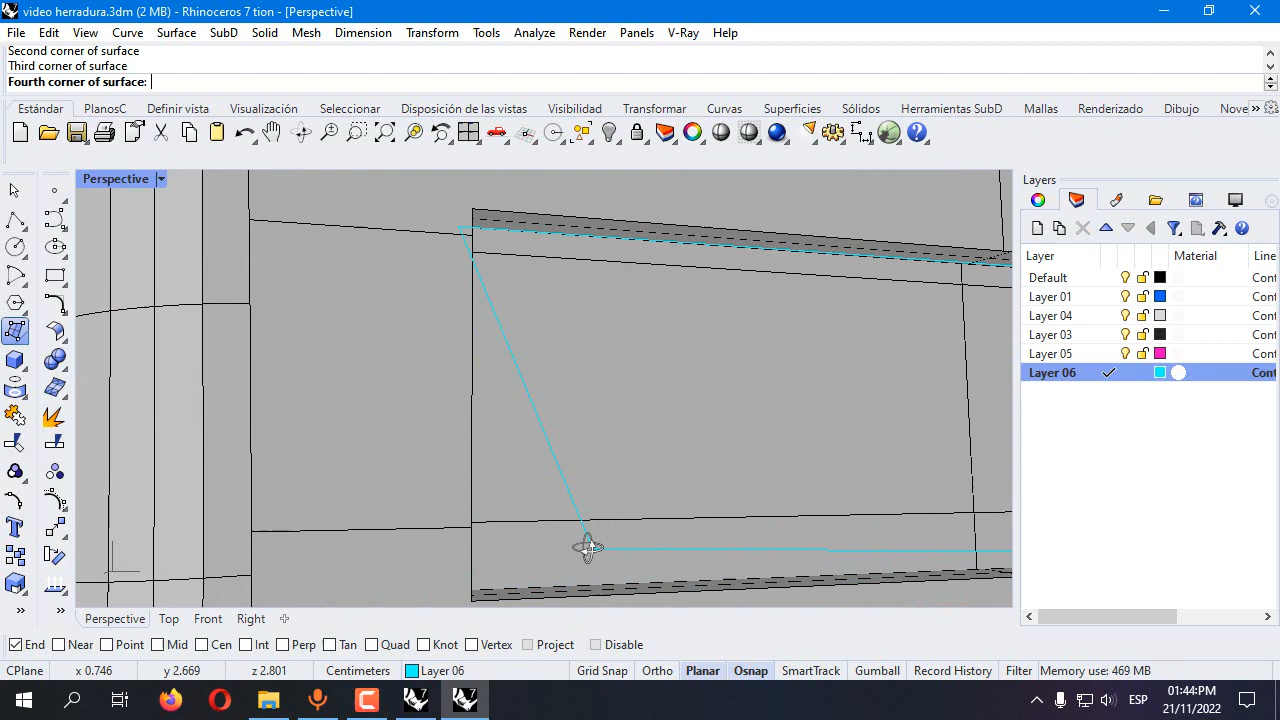 video herradura.3dm (2 MB) - Rhinoceros 7 tion - [Perspective]
File Edit View Curve Surface SubD Solid Mesh Dimension Transform Tools Analyze Render Panels V-Ray Help
Second corner of surface
Third corner of surface
Fourth corner of surface:
Estándar PlanosC Definir vista Visualización Seleccionar Disposición de las vistas Visibilidad Transformar Curvas Superficies Sólidos Herramientas SubD Mallas Renderizado Dibujo Nove
Perspective
Layers
Layer Material Line
Default Cont
Layer 01 Cont
Layer 04 Cont
Layer 03 Cont
Layer 05 Cont
Layer 06 Cont
Perspective Top Front Right
End Near Point Mid Cen Int Perp Tan Quad Knot Vertex Project Disable
CPlane x 0.746 y 2.669 z 2.801 Centimeters Layer 06 Grid Snap Ortho Planar Osnap SmartTrack Gumball Record History Filter Memory use: 469 MB
ESP 01:44:PM
21/11/2022